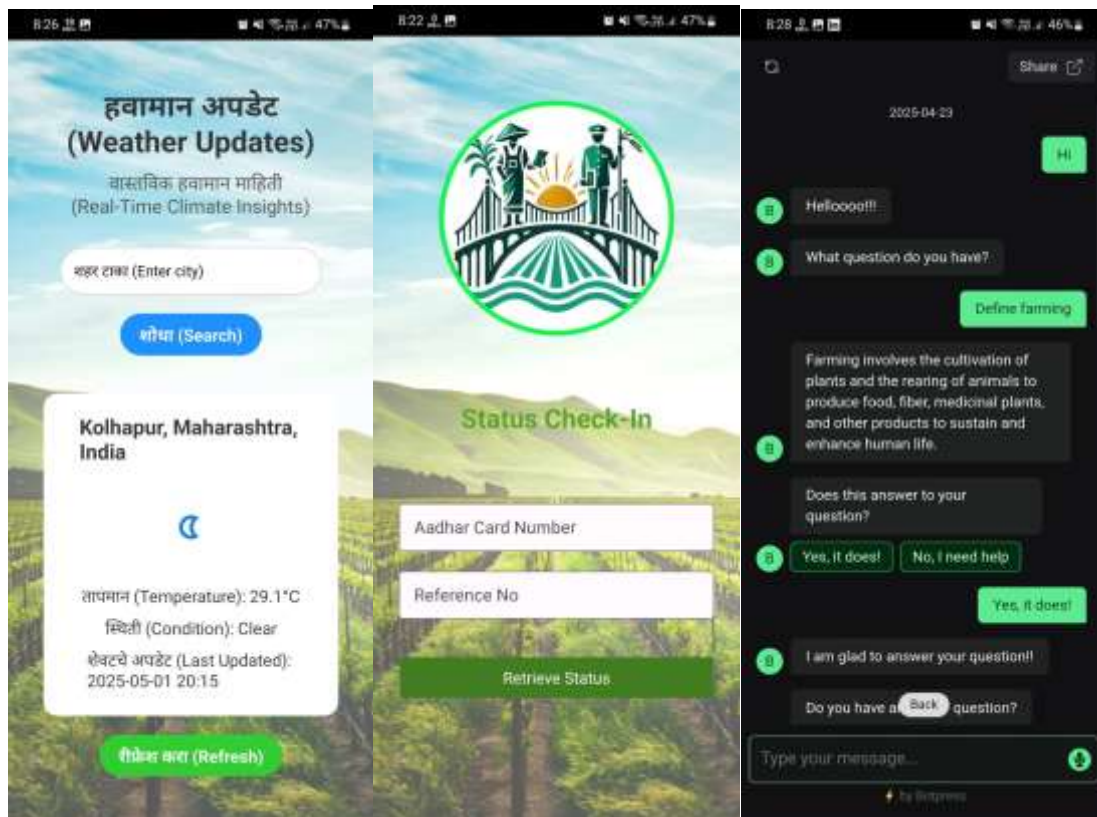 8:26
47%
हवामान अपडेट
(Weather Updates)
वास्तविक हवामान माहिती
(Real-Time Climate Insights)
शहर टाका (Enter city)
शोधा (Search)
Kolhapur, Maharashtra,
India
तापमान (Temperature): 29.1°C
स्थिती (Condition): Clear
शेवटचे अपडेट (Last Updated):
2025-05-01 20:15
रीफ्रेश करा (Refresh)
8:22
47%
Status Check-In
Aadhar Card Number
Reference No
Retrieve Status
8:28
46%
Share
2025-04-23
Hi
B
Helloooo!!!
B
What question do you have?
Define farming
Farming involves the cultivation of
plants and the rearing of animals to
produce food, fiber, medicinal plants,
and other products to sustain and
enhance human life.
B
Does this answer to your
question?
B
Yes, it does!
No, I need help
Yes, it does!
B
I am glad to answer your question!!
Do you have a
Back
question?
Type your message...
by Botpress